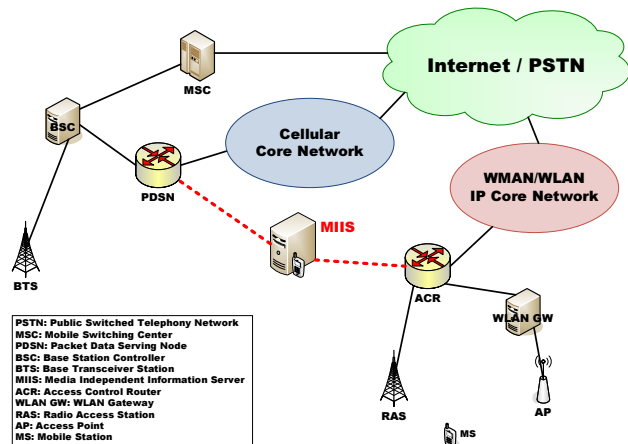 Internet / PSTN
MSC
BSC
Cellular
Core Network
PDSN
WMAN/WLAN
IP Core Network
MIIS
BTS
ACR
WLAN GW
RAS
AP
MS
PSTN: Public Switched Telephony Network
MSC: Mobile Switching Center
PDSN: Packet Data Serving Node
BSC: Base Station Controller
BTS: Base Transceiver Station
MIIS: Media Independent Information Server
ACR: Access Control Router
WLAN GW: WLAN Gateway
RAS: Radio Access Station
AP: Access Point
MS: Mobile Station